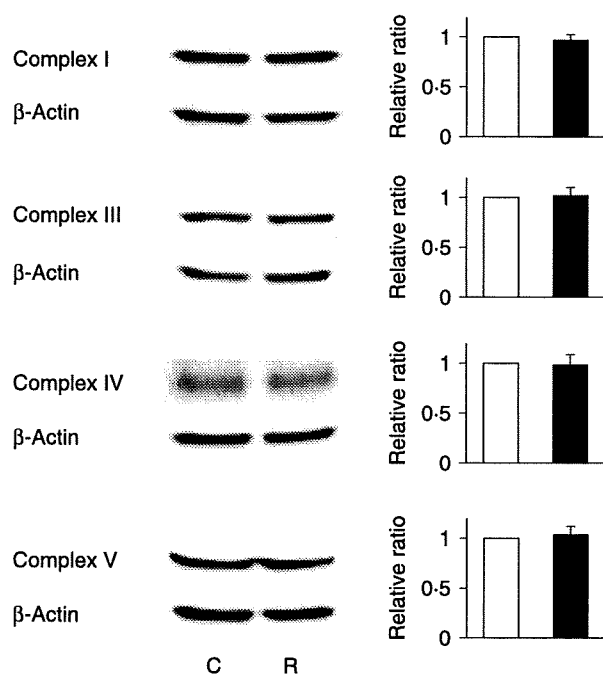 Complex I
β-Actin
Relative ratio
1
0·5
0
Complex III
β-Actin
Relative ratio
1
0·5
0
Complex IV
β-Actin
Relative ratio
1
0·5
0
Complex V
β-Actin
Relative ratio
1
0·5
0
C R